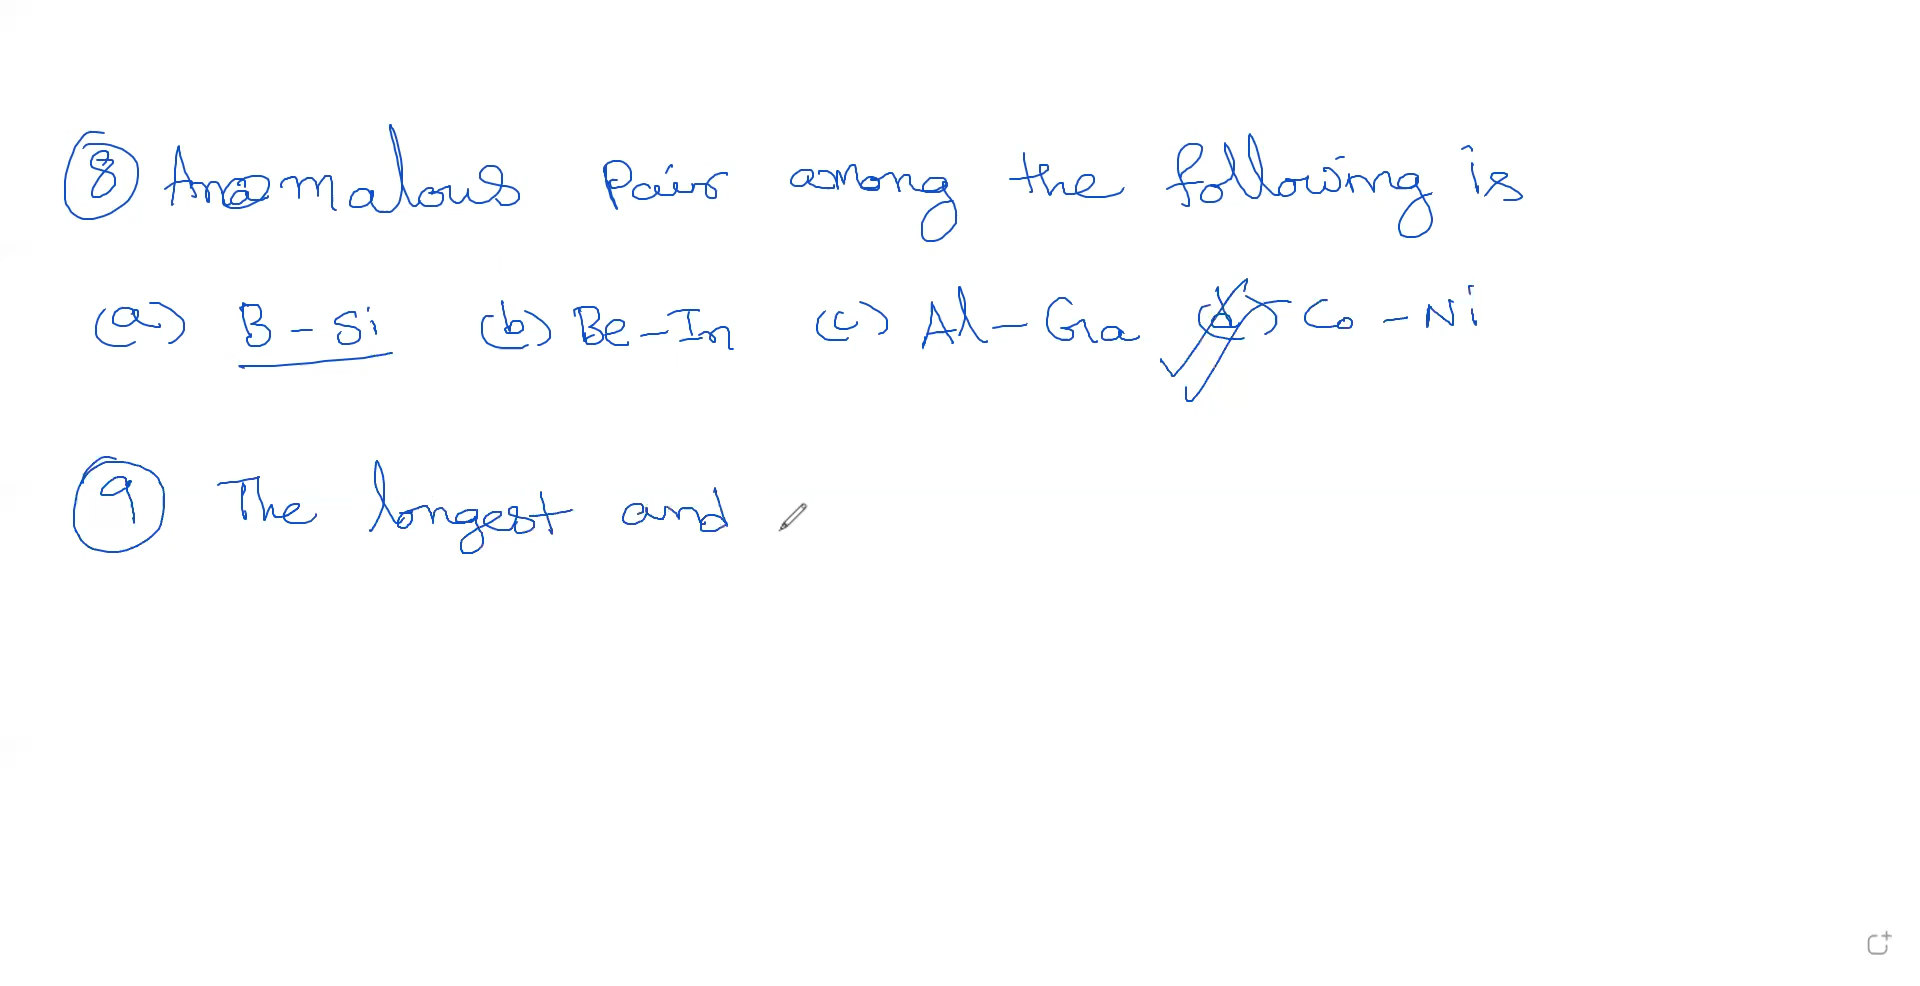 8 Anomalous Pair among the following is
(a) B - Si (b) Be - In (c) Al - Ga (d) Co - Ni
9 The longest and